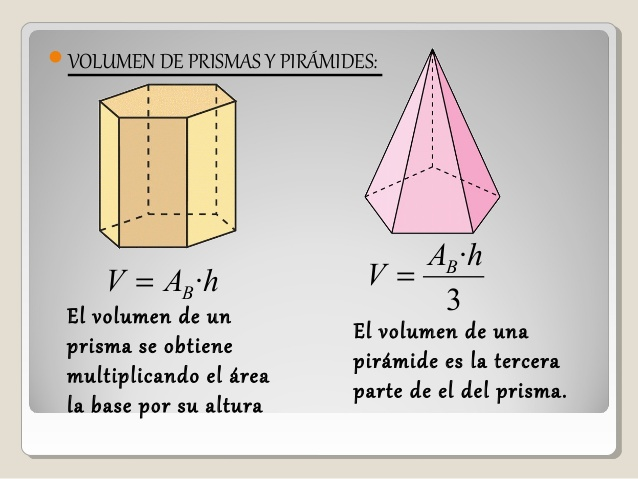 VOLUMEN DE PRISMAS Y PIRÁMIDES:
V = A_B·h
El volumen de un
prisma se obtiene
multiplicando el área
la base por su altura
V = A_B·h / 3
El volumen de una
pirámide es la tercera
parte de el del prisma.